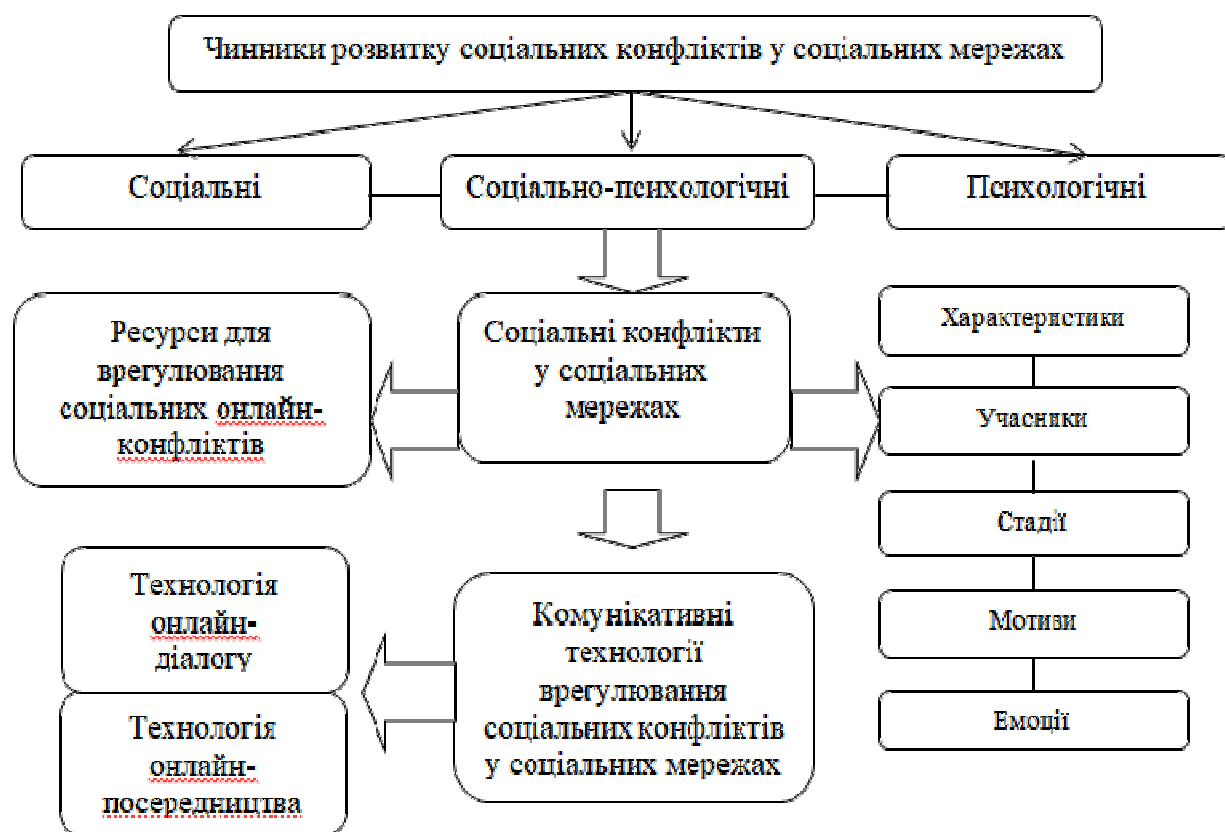 Чинники розвитку соціальних конфліктів у соціальних мережах
Соціальні
Соціально-психологічні
Психологічні
Ресурси для
врегулювання
соціальних онлайн-
конфліктів
Соціальні конфлікти
у соціальних
мережах
Характеристики
Учасники
Стадії
Мотиви
Емоції
Технологія
онлайн-
діалогу
Технологія
онлайн-
посередництва
Комунікативні
технології
врегулювання
соціальних конфліктів
у соціальних мережах